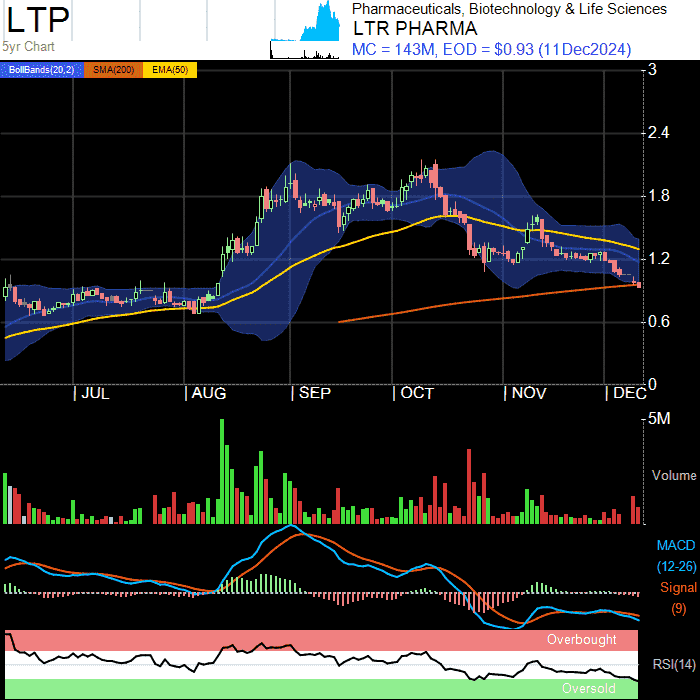 LTP
5yr Chart
Pharmaceuticals, Biotechnology & Life Sciences
LTR PHARMA
MC = 143M, EOD = $0.93 (11Dec2024)
BollBands(20,2) SMA(200) EMA(50)
3
2.4
1.8
1.2
0.6
0
JUL AUG SEP OCT NOV DEC
5M
Volume
MACD
(12-26)
Signal
(9)
Overbought
RSI(14)
Oversold